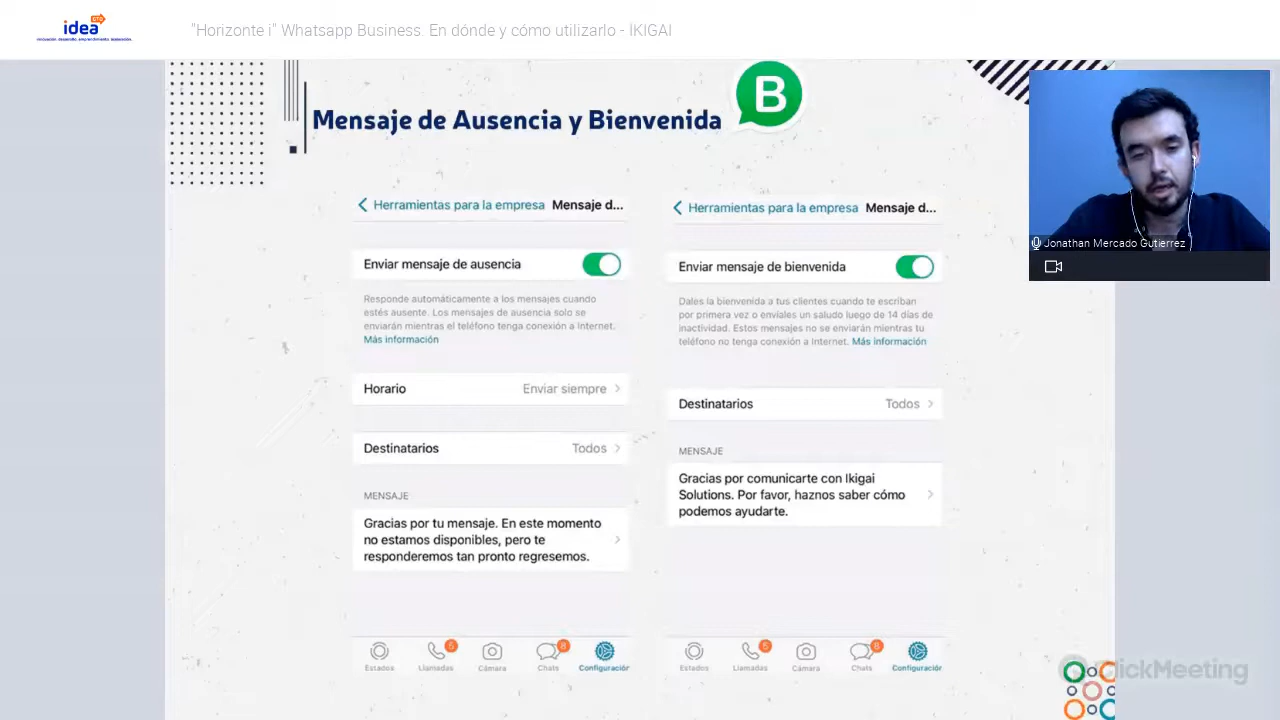 idea
GTO
"Horizonte i" Whatsapp Business. En dónde y cómo utilizarlo - IKIGAI
Mensaje de Ausencia y Bienvenida
B
Jonathan Mercado Gutierrez
Herramientas para la empresa Mensaje d...
Enviar mensaje de ausencia
Responde automáticamente a los mensajes cuando
estés ausente. Los mensajes de ausencia solo se
enviarán mientras el teléfono tenga conexión a Internet.
Más información
Horario Enviar siempre
Destinatarios Todos
MENSAJE
Gracias por tu mensaje. En este momento
no estamos disponibles, pero te
responderemos tan pronto regresemos.
Estados Llamadas 5 Cámara Chats 8 Configuración
Herramientas para la empresa Mensaje d...
Enviar mensaje de bienvenida
Dales la bienvenida a tus clientes cuando te escriban
por primera vez o envíales un saludo luego de 14 días de
inactividad. Estos mensajes no se enviarán mientras tu
teléfono no tenga conexión a Internet. Más información
Destinatarios Todos
MENSAJE
Gracias por comunicarte con Ikigai
Solutions. Por favor, haznos saber cómo
podemos ayudarte.
Estados Llamadas 5 Cámara Chats 8 Configuración
ClickMeeting